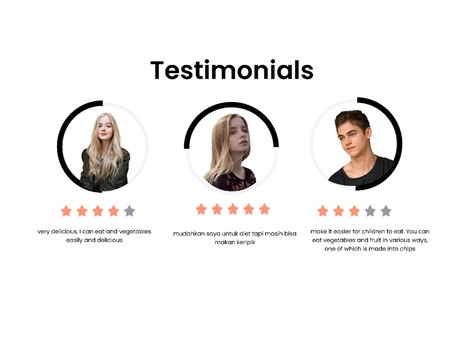 Testimonials
very delicious, I can eat and vegetables
easily and delicious
mudahkan saya untuk diet tapi masih bisa
makan keripik
make it easier for children to eat. You can
eat vegetables and fruit in various ways,
one of which is made into chips